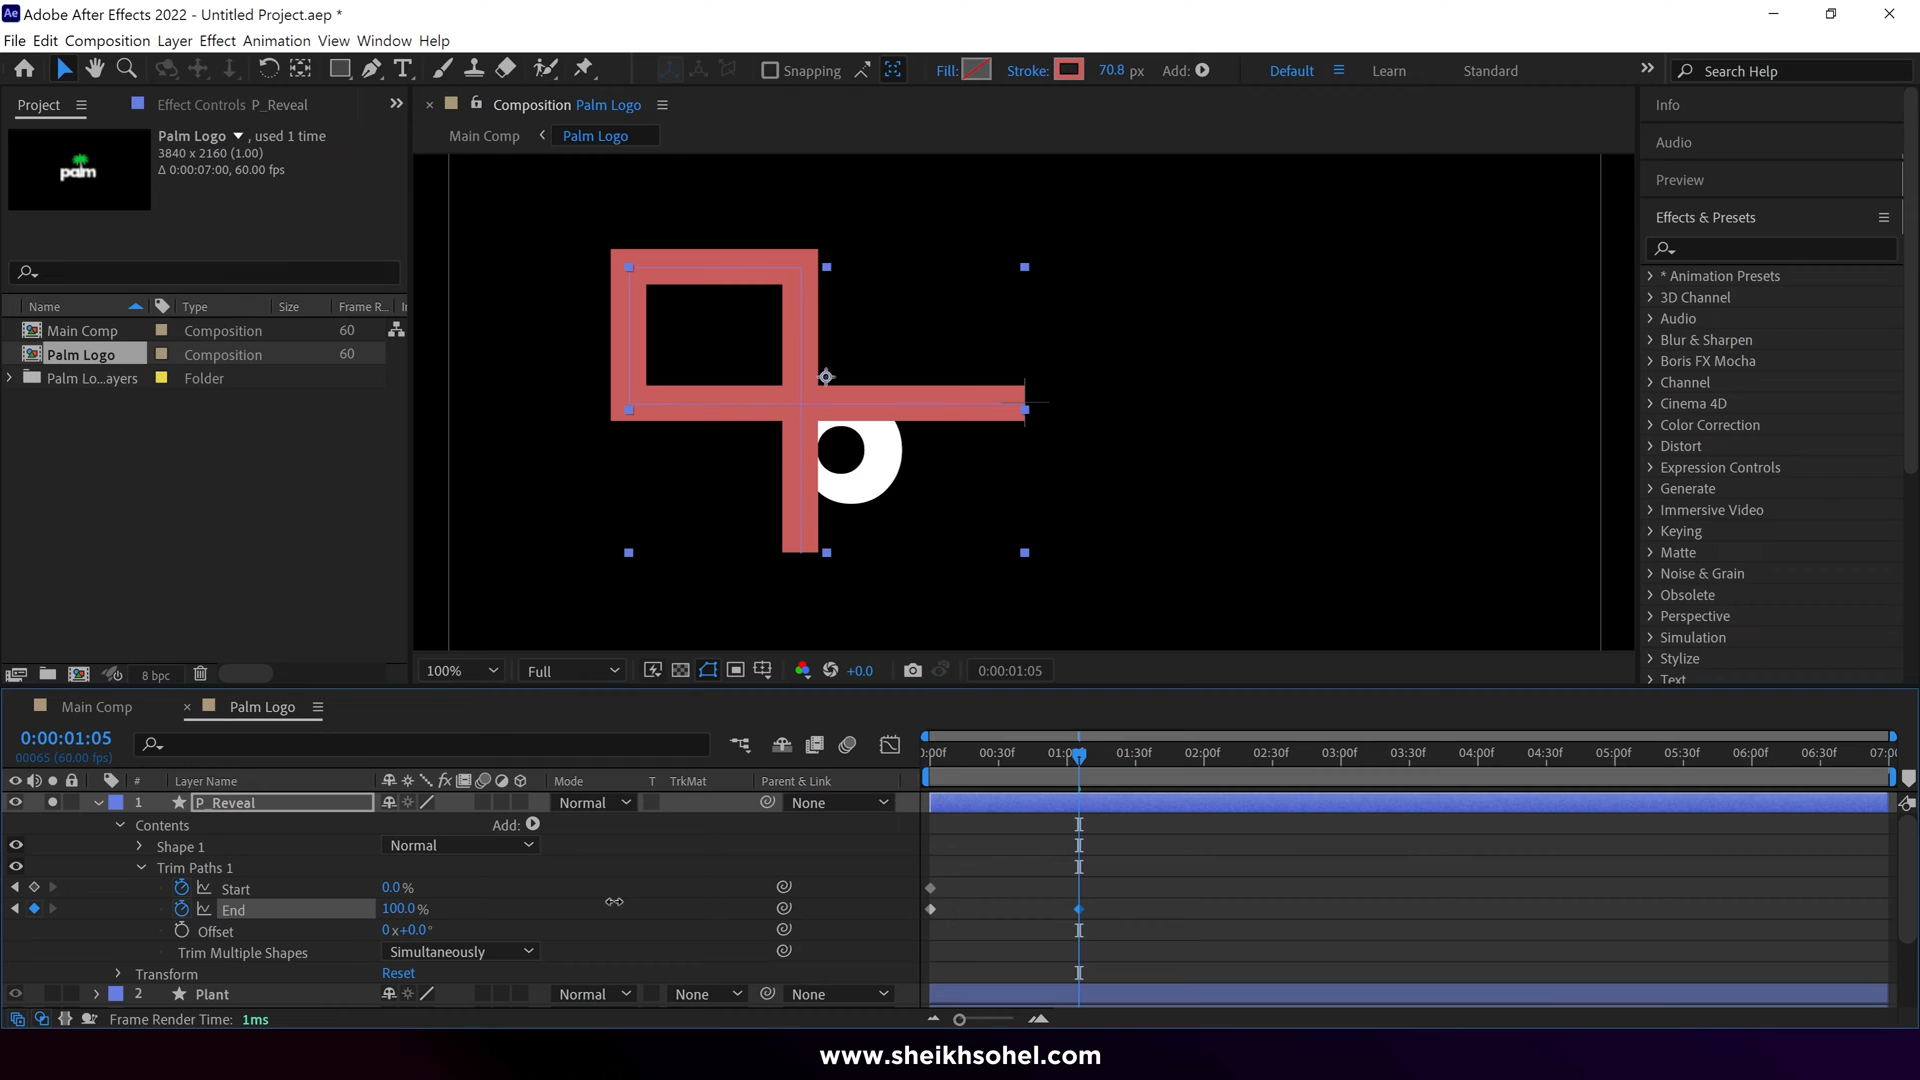 Adobe After Effects 2022 - Untitled Project.aep *
File Edit Composition Layer Effect Animation View Window Help
Snapping Fill: Stroke: 70.8 px Add: Default Learn Standard Search Help
Project Effect Controls P_Reveal
Composition Palm Logo
Main Comp Palm Logo
Palm Logo , used 1 time
3840 x 2160 (1.00)
Δ 0:00:07:00, 60.00 fps
palm
Name Type Size Frame R...
Main Comp Composition 60
Palm Logo Composition 60
Palm Lo...ayers Folder
8 bpc
100% Full +0.0 0:00:01:05
Info
Audio
Preview
Effects & Presets
* Animation Presets
3D Channel
Audio
Blur & Sharpen
Boris FX Mocha
Channel
Cinema 4D
Color Correction
Distort
Expression Controls
Generate
Immersive Video
Keying
Matte
Noise & Grain
Obsolete
Perspective
Simulation
Stylize
Text
Main Comp Palm Logo
0:00:01:05
00065 (60.00 fps)
:00f 00:30f 01:0 01:30f 02:00f 02:30f 03:00f 03:30f 04:00f 04:30f 05:00f 05:30f 06:00f 06:30f 07:0
# Layer Name Mode T TrkMat Parent & Link
1 P_Reveal Normal None
Contents Add:
Shape 1 Normal
Trim Paths 1
Start 0.0 %
End 100.0 %
Offset 0 x+0.0°
Trim Multiple Shapes Simultaneously
Transform Reset
2 Plant Normal None None
Frame Render Time: 1ms
www.sheikhsohel.com